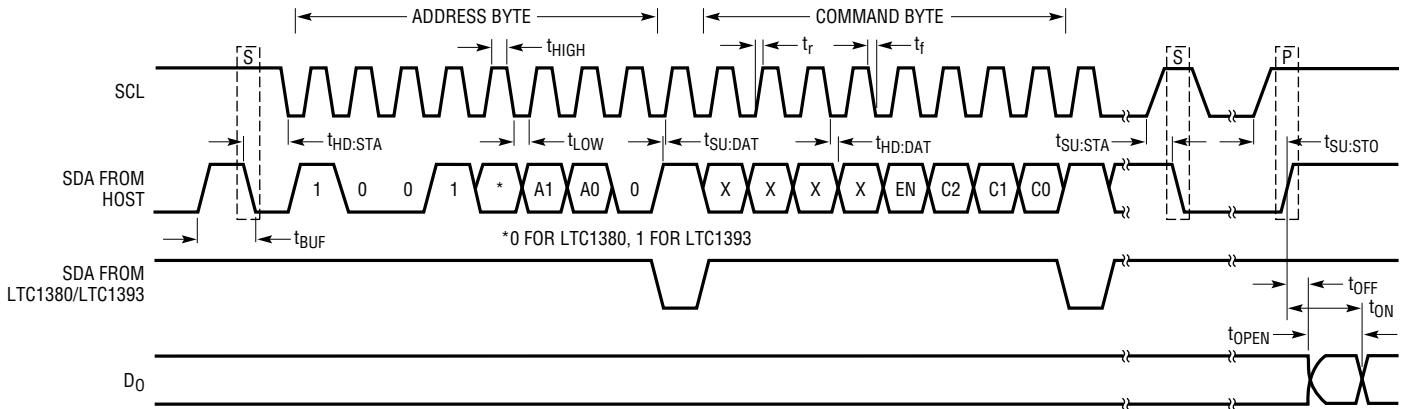 ADDRESS BYTE
COMMAND BYTE
tHIGH
tr
tf
S
S
P
SCL
tHD:STA
tLOW
tSU:DAT
tHD:DAT
tSU:STA
tSU:STO
SDA FROM
HOST
1 0 0 1 * A1 A0 0 X X X X EN C2 C1 C0
tBUF
*0 FOR LTC1380, 1 FOR LTC1393
SDA FROM
LTC1380/LTC1393
tOFF
tON
tOPEN
DO